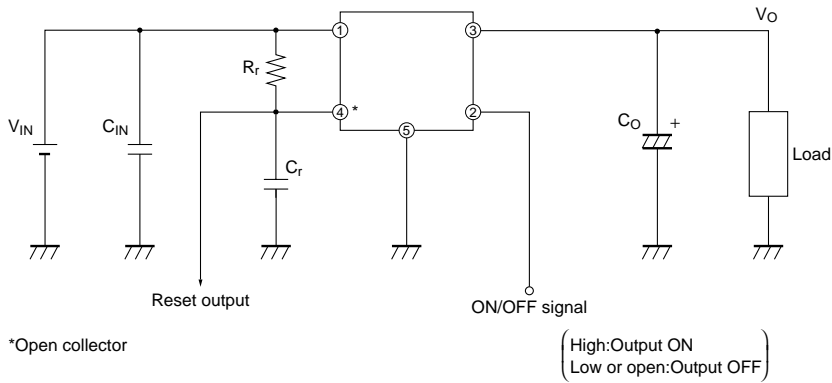 VO
1
3
Rr
4
*
2
5
VIN
CIN
CO
+
Load
Cr
Reset output
ON/OFF signal
*Open collector
High:Output ON
Low or open:Output OFF